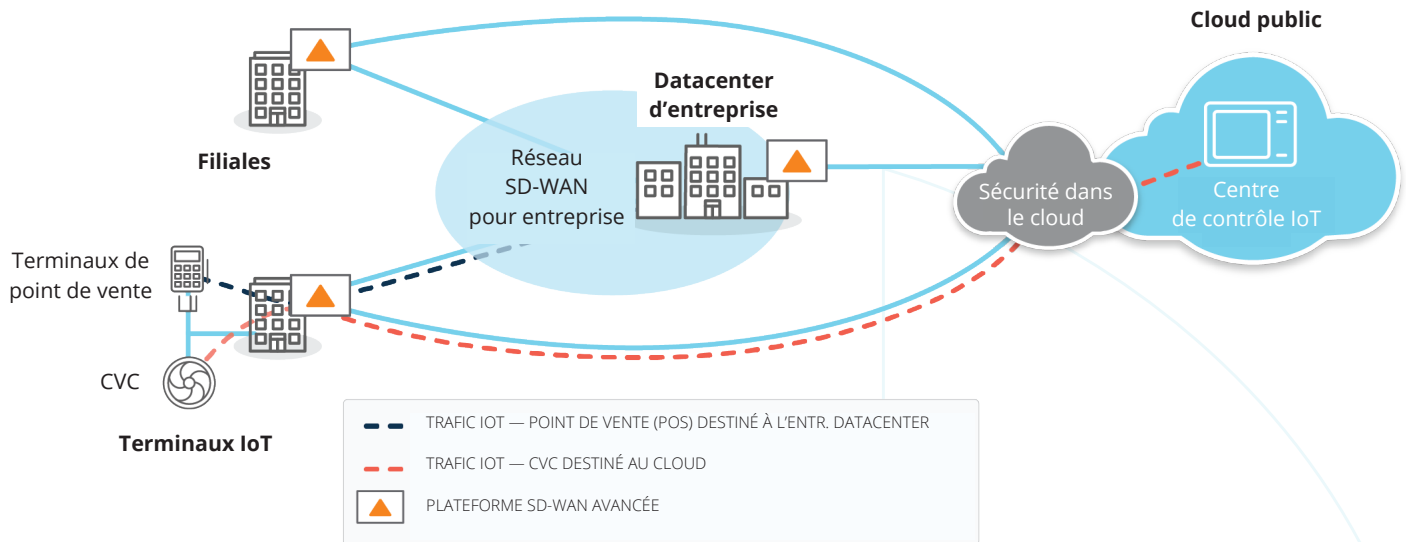 Cloud public
Datacenter
d’entreprise
Filiales
Réseau
SD-WAN
pour entreprise
Sécurité dans
le cloud
Centre
de contrôle IoT
Terminaux de
point de vente
CVC
Terminaux IoT
TRAFIC IOT — POINT DE VENTE (POS) DESTINÉ À L’ENTR. DATACENTER
TRAFIC IOT — CVC DESTINÉ AU CLOUD
PLATEFORME SD-WAN AVANCÉE